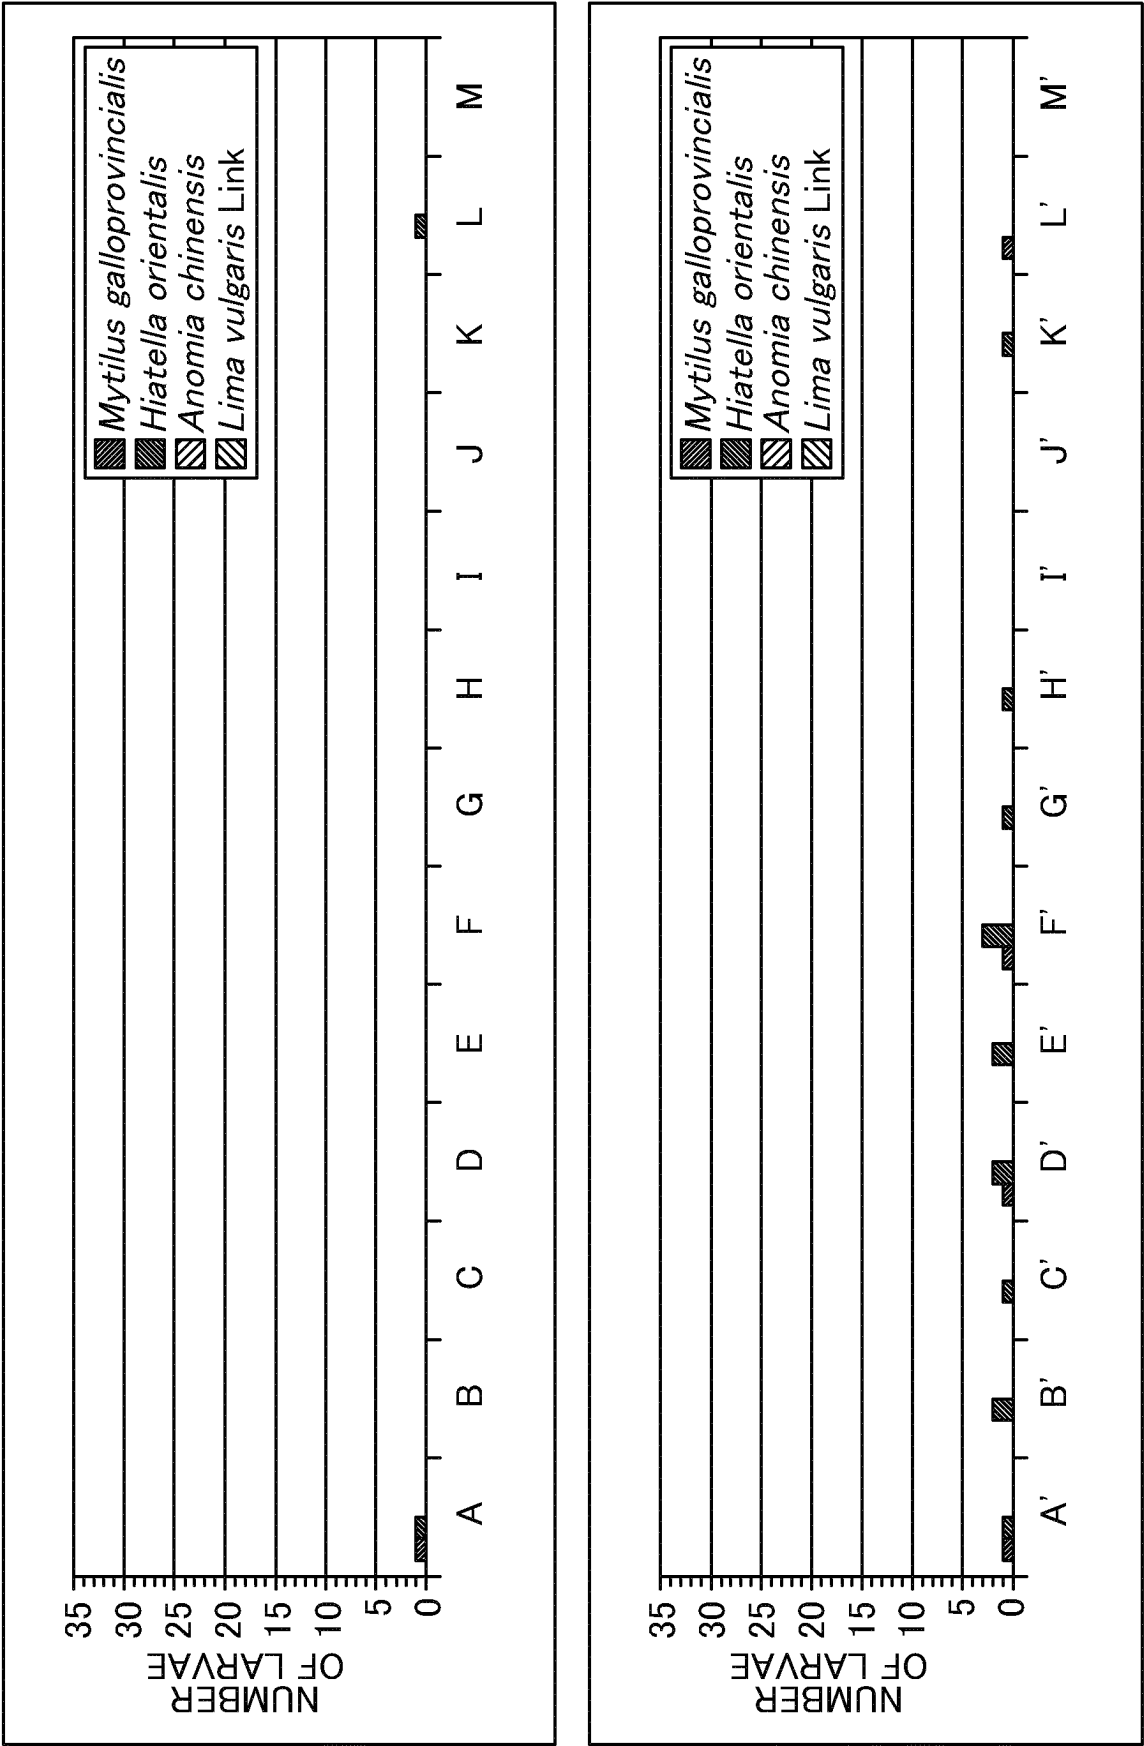 NUMBER
OF LARVAE
35
30
25
20
15
10
5
0
Mytilus galloprovincialis
Hiatella orientalis
Anomia chinensis
Lima vulgaris Link
A B C D E F G H I J K L M
NUMBER
OF LARVAE
35
30
25
20
15
10
5
0
Mytilus galloprovincialis
Hiatella orientalis
Anomia chinensis
Lima vulgaris Link
A' B' C' D' E' F' G' H' I' J' K' L' M'